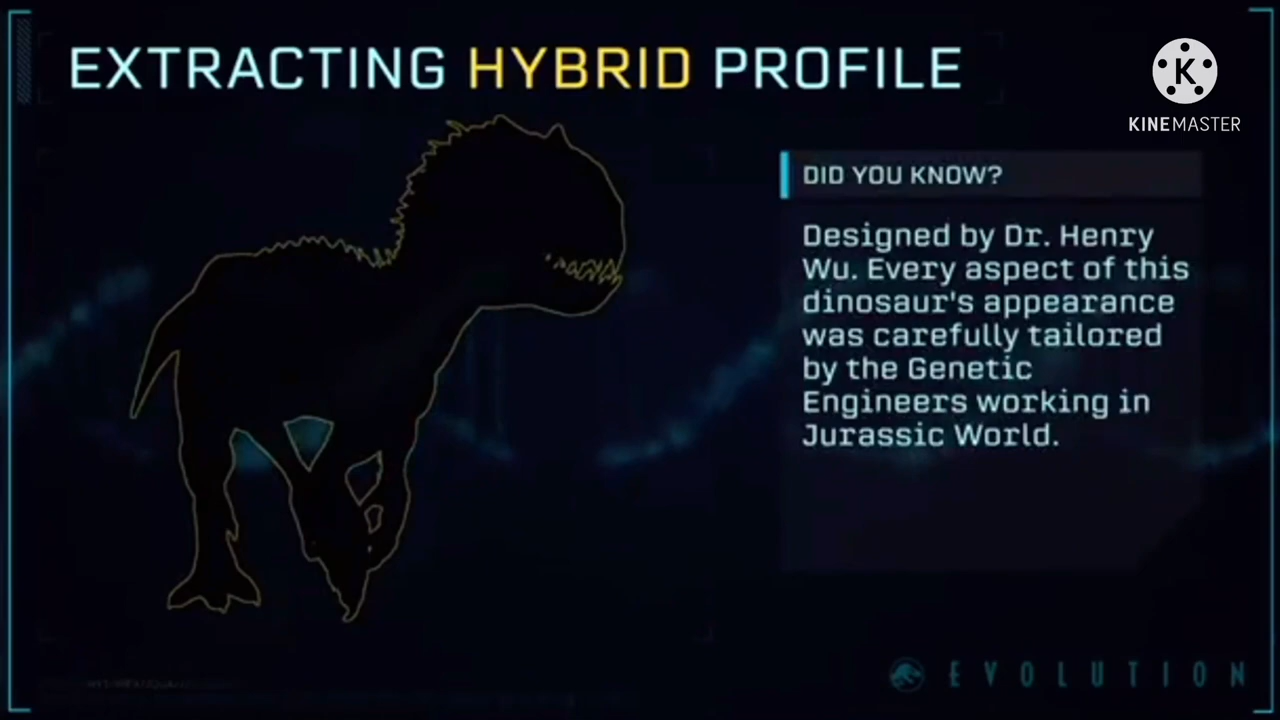 EXTRACTING HYBRID PROFILE
K
KINEMASTER
DID YOU KNOW?
Designed by Dr. Henry
Wu. Every aspect of this
dinosaur's appearance
was carefully tailored
by the Genetic
Engineers working in
Jurassic World.
EVOLUTION